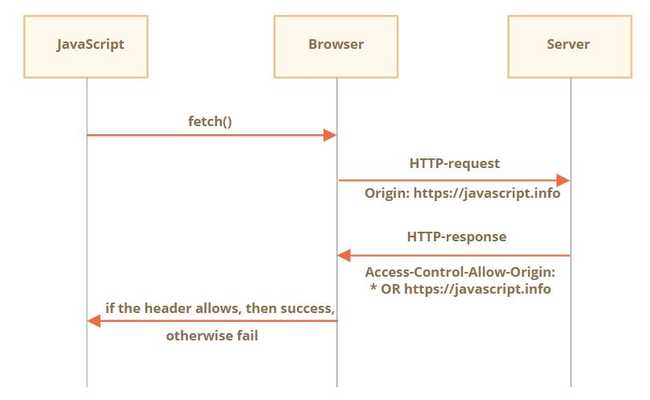 JavaScript
Browser
Server
fetch()
HTTP-request
Origin: https://javascript.info
HTTP-response
Access-Control-Allow-Origin:
* OR https://javascript.info
if the header allows, then success,
otherwise fail